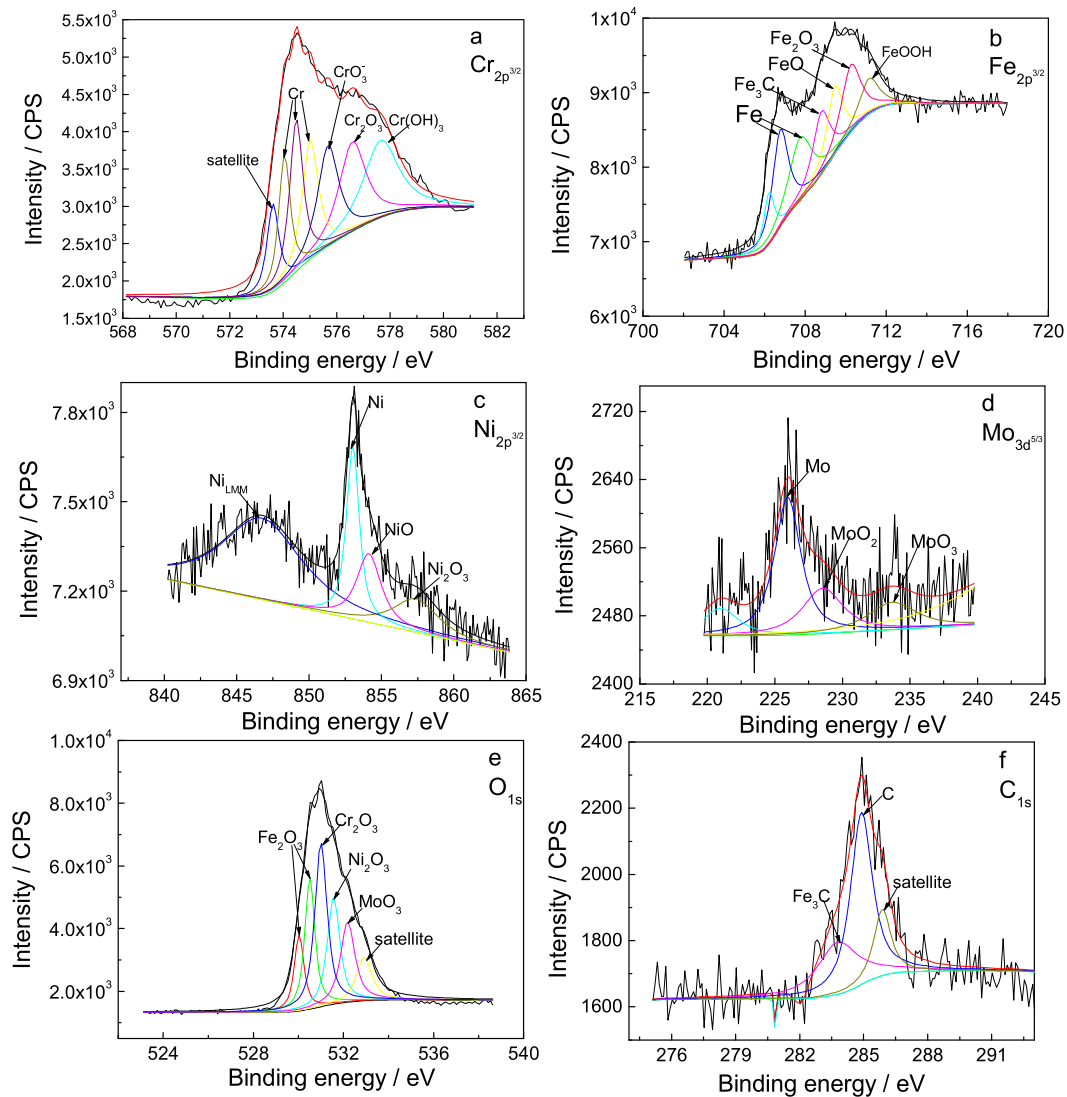 a
Cr2p3/2
Intensity / CPS
5.5x10³
5.0x10³
4.5x10³
4.0x10³
3.5x10³
3.0x10³
2.5x10³
2.0x10³
1.5x10³
satellite
Cr
CrO3-
Cr2O3
Cr(OH)3
568 570 572 574 576 578 580 582
Binding energy / eV
b
Fe2p3/2
Intensity / CPS
1x10⁴
9x10³
8x10³
7x10³
6x10³
Fe
Fe3C
FeO
Fe2O3
FeOOH
700 704 708 712 716 720
Binding energy / eV
c
Ni2p3/2
Intensity / CPS
7.8x10³
7.5x10³
7.2x10³
6.9x10³
NiLMM
Ni
NiO
Ni2O3
840 845 850 855 860 865
Binding energy / eV
d
Mo3d5/3
Intensity / CPS
2720
2640
2560
2480
2400
Mo
MoO2
MoO3
215 220 225 230 235 240 245
Binding energy / eV
e
O1s
Intensity / CPS
1.0x10⁴
8.0x10³
6.0x10³
4.0x10³
2.0x10³
Fe2O3
Cr2O3
Ni2O3
MoO3
satellite
524 528 532 536 540
Binding energy / eV
f
C1s
Intensity / CPS
2400
2200
2000
1800
1600
Fe3C
C
satellite
276 279 282 285 288 291
Binding energy / eV